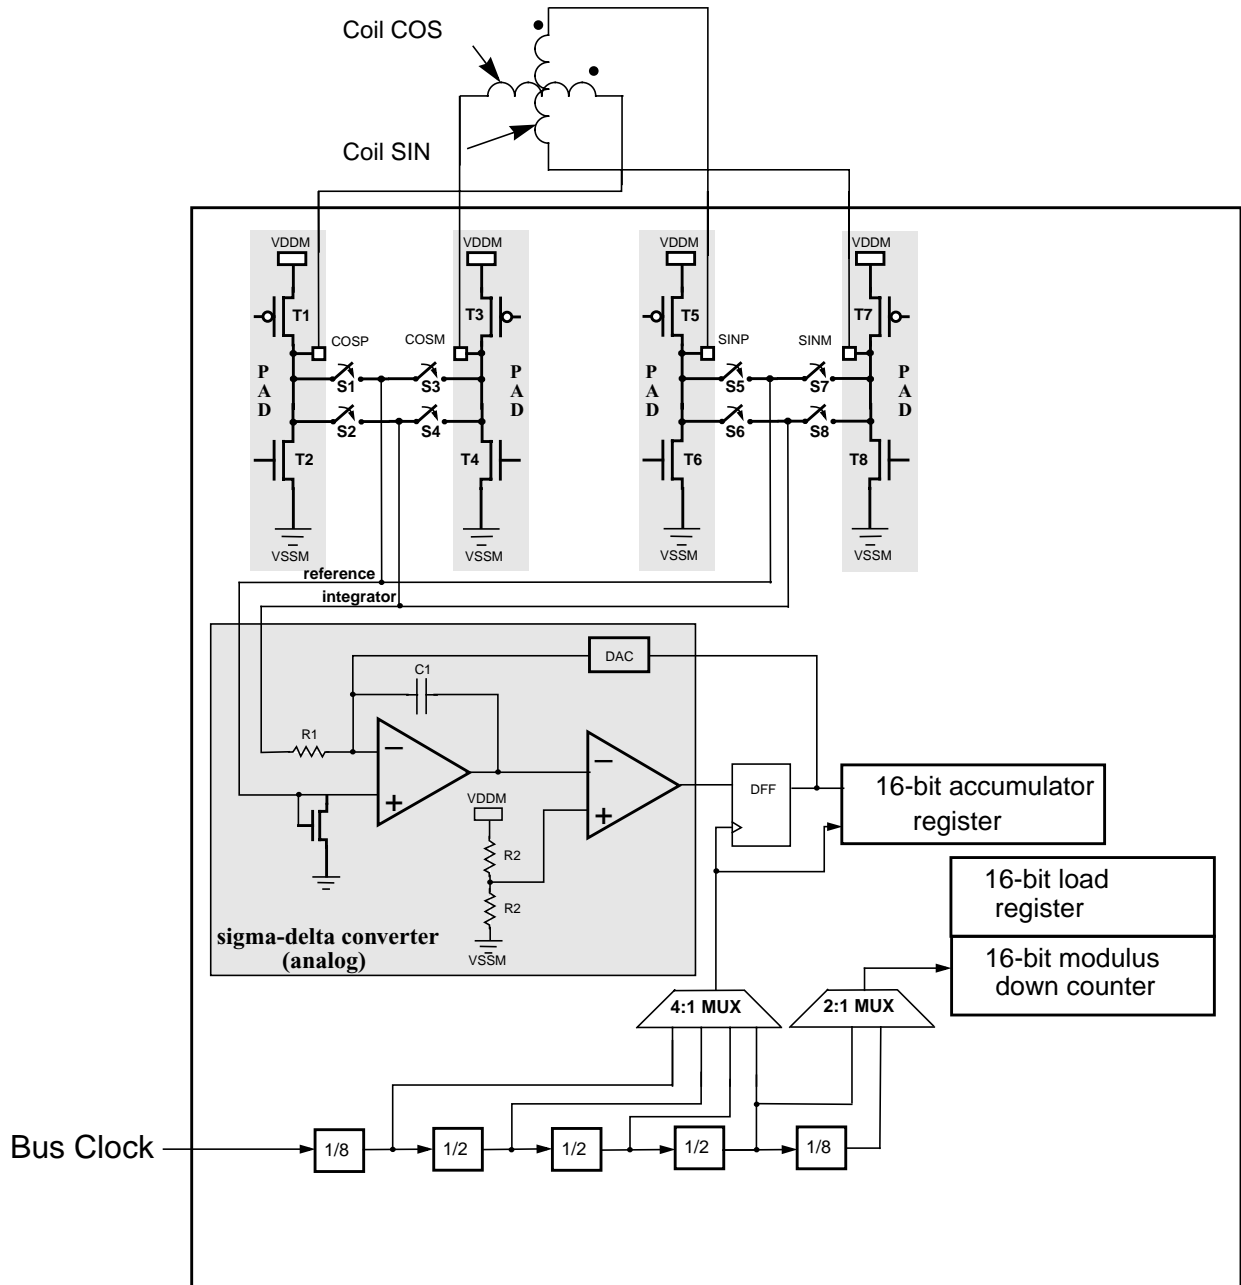 Coil COS
Coil SIN
VDDM
VDDM
VDDM
VDDM
T1
T3
T5
T7
COSP
COSM
SINP
SINM
P
A
D
S1
S3
P
A
D
P
A
D
S5
S7
P
A
D
S2
S4
S6
S8
T2
T4
T6
T8
VSSM
VSSM
VSSM
VSSM
reference
integrator
DAC
C1
R1
−
+
−
+
VDDM
R2
R2
VSSM
DFF
16-bit accumulator
register
16-bit load
register
sigma-delta converter
(analog)
16-bit modulus
down counter
4:1 MUX
2:1 MUX
Bus Clock
1/8
1/2
1/2
1/2
1/8